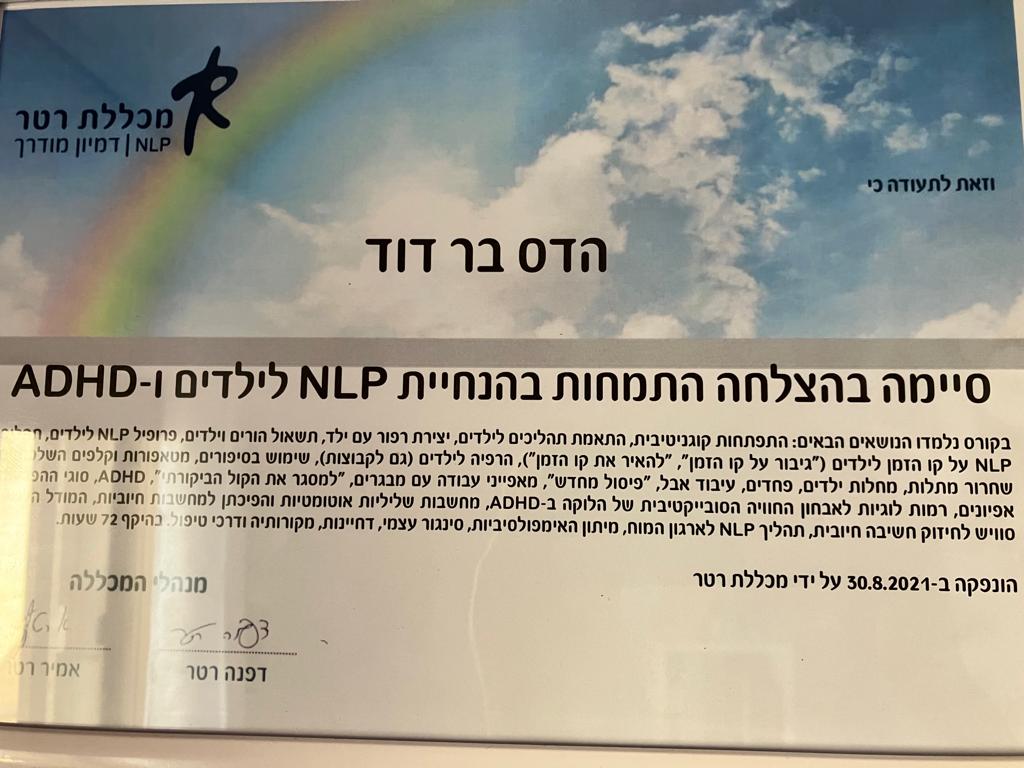 מכללת רטר
NLP | דמיון מודרך
וזאת לתעודה כי
הדס בר דוד
סיימה בהצלחה התמחות בהנחיית NLP לילדים ו-ADHD
בקורס נלמדו הנושאים הבאים: התפתחות קוגניטיבית, התאמת תהליכים לילדים, יצירת רפור עם ילד, תשאול הורים וילדים, פרופיל NLP לילדים,
NLP על קו הזמן לילדים ("גיבור על קו הזמן", "להאיר את קו הזמן"), הרפיה לילדים (גם לקבוצות), שימוש בסיפורים, מטאפורות וקלפים
שחרור מתלות, מחלות ילדים, פחדים, עיבוד אבל, "פיסול מחדש", מאפייני עבודה עם מבגרים, "למסגר את הקול הביקורתי", ADHD, סוגי
אפיונים, רמות לוגיות לאבחון החוויה הסובייקטיבית של הלוקה ב-ADHD, מחשבות שליליות אוטומטיות והפיכתן למחשבות חיוביות, המודל
סוויש לחיזוק חשיבה חיובית, תהליך NLP לארגון המוח, מיתון האימפולסיביות, סינגור עצמי, דחיינות, מקורותיה ודרכי טיפול. בהיקף 72 שעות.
הונפקה ב-30.8.2021 על ידי מכללת רטר
מנהלי המכללה
דפנה רטר
דפנה רטר
אמיר רטר